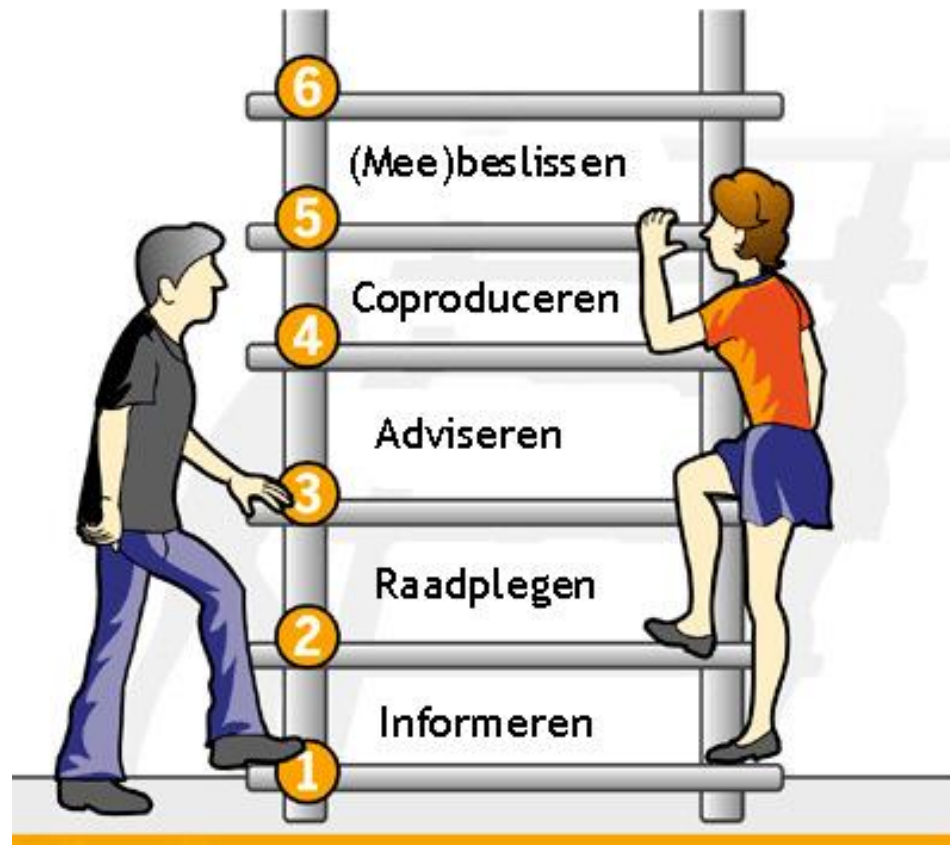 6
(Mee)beslissen
5
Coproduceren
4
Adviseren
3
Raadplegen
2
Informeren
1